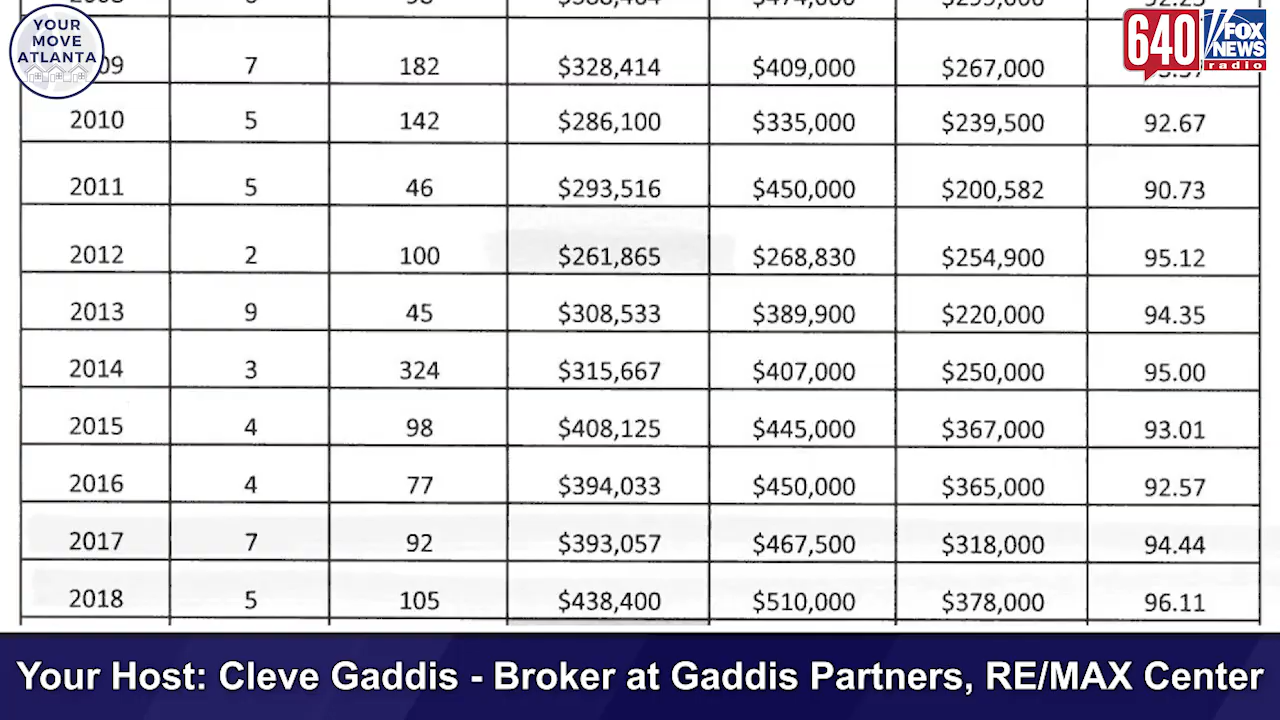 YOUR
MOVE
ATLANTA
640 FOX NEWS radio
09 7 182 $328,414 $409,000 $267,000
2010 5 142 $286,100 $335,000 $239,500 92.67
2011 5 46 $293,516 $450,000 $200,582 90.73
2012 2 100 $261,865 $268,830 $254,900 95.12
2013 9 45 $308,533 $389,900 $220,000 94.35
2014 3 324 $315,667 $407,000 $250,000 95.00
2015 4 98 $408,125 $445,000 $367,000 93.01
2016 4 77 $394,033 $450,000 $365,000 92.57
2017 7 92 $393,057 $467,500 $318,000 94.44
2018 5 105 $438,400 $510,000 $378,000 96.11
Your Host: Cleve Gaddis - Broker at Gaddis Partners, RE/MAX Center